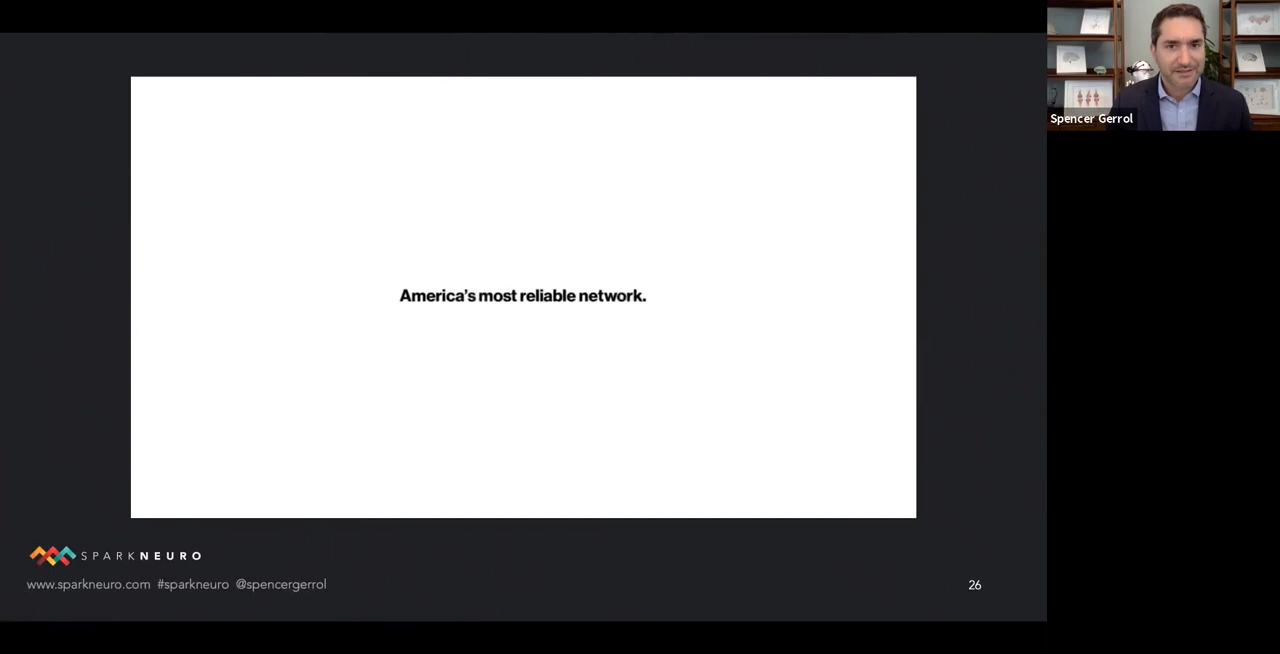 Spencer Gerrol
America's most reliable network.
SPARKNEURO
www.sparkneuro.com #sparkneuro @spencergerrol
26